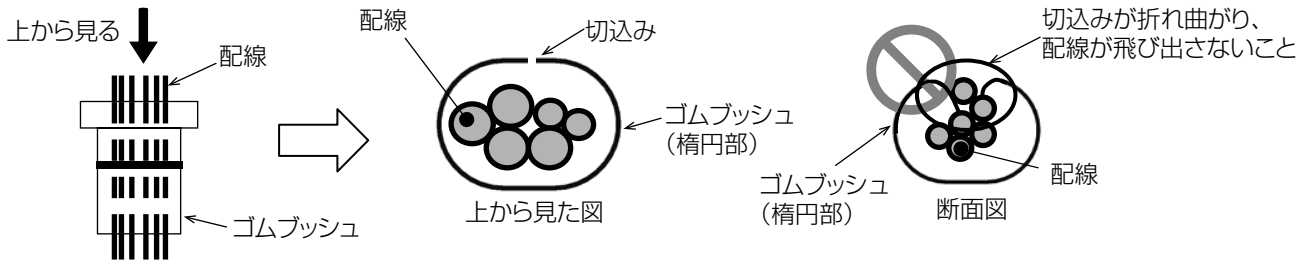 上から見る
配線
ゴムブッシュ
配線
切込み
ゴムブッシュ
（楕円部）
上から見た図
切込みが折れ曲がり、
配線が飛び出さないこと
ゴムブッシュ
（楕円部）
配線
断面図